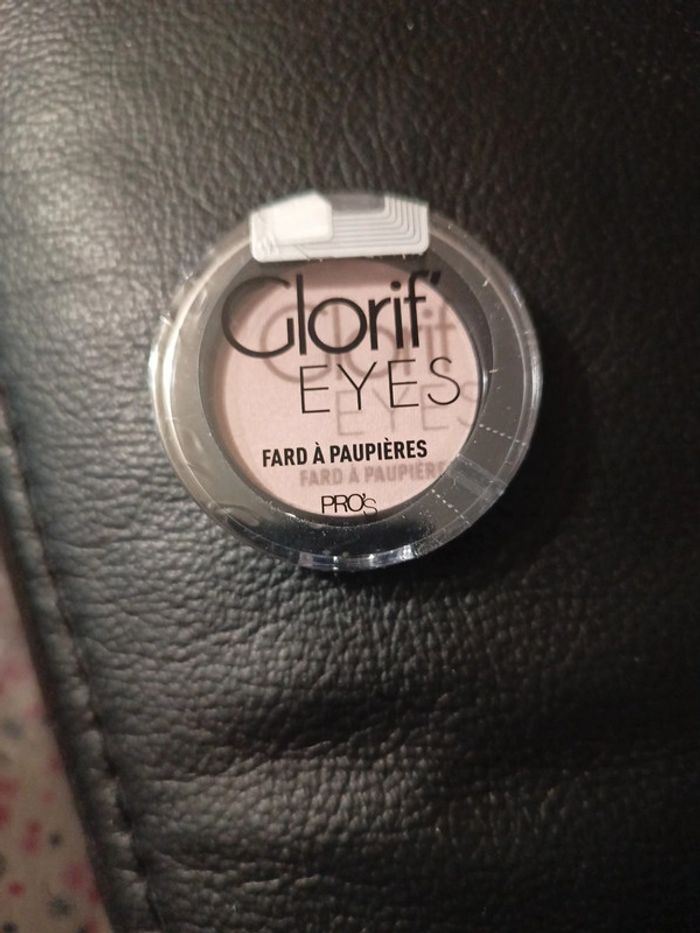 Glorif'
EYES
FARD À PAUPIÈRES
PRO'S